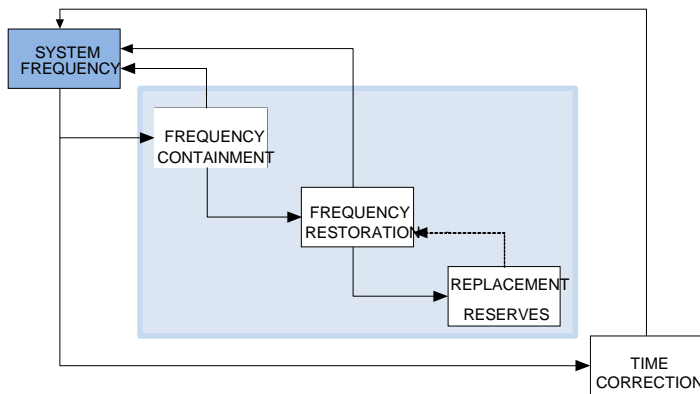 SYSTEM
FREQUENCY
FREQUENCY
CONTAINMENT
FREQUENCY
RESTORATION
REPLACEMENT
RESERVES
TIME
CORRECTION